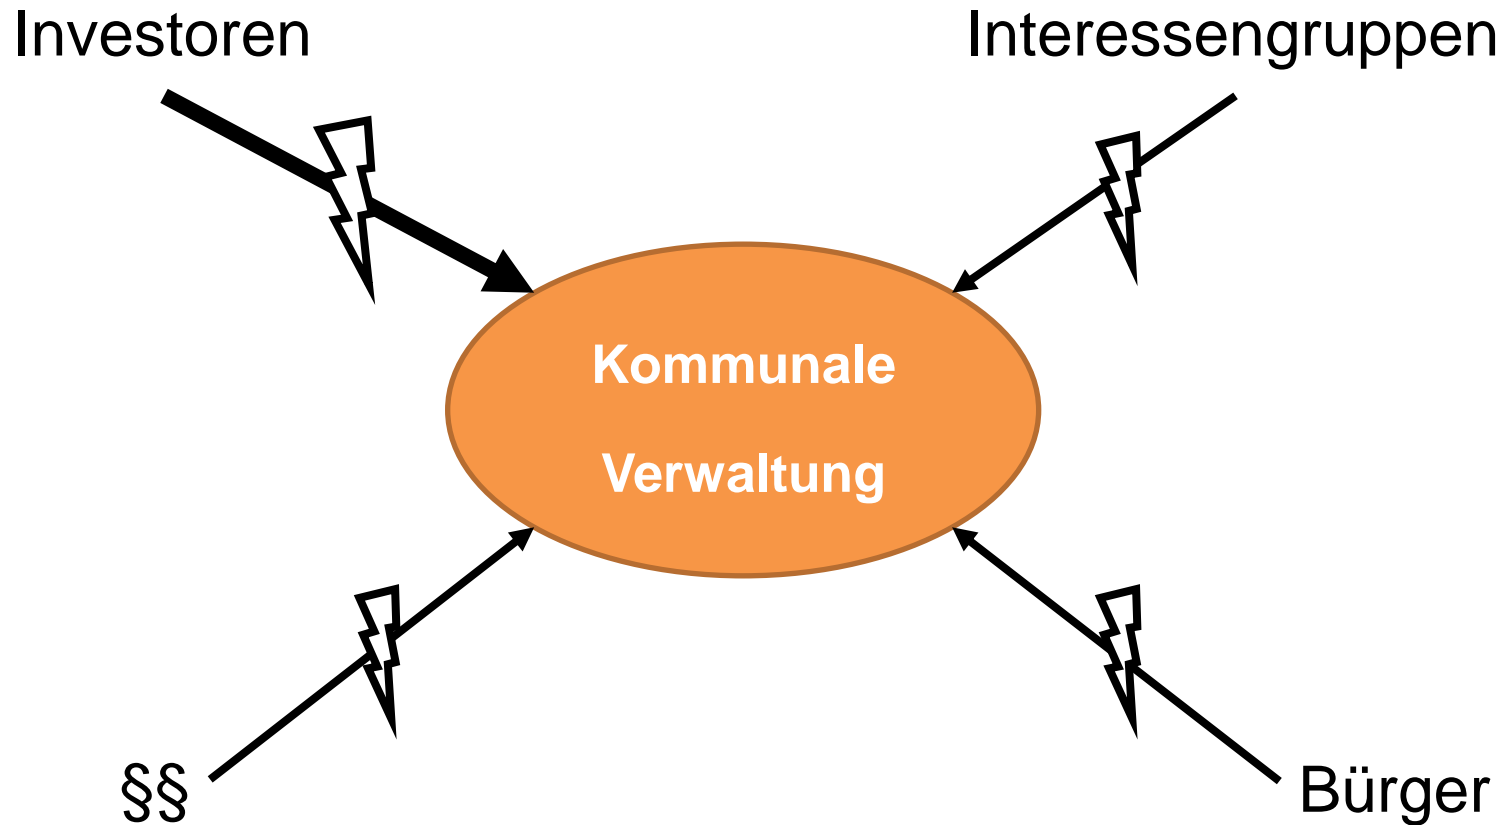 Investoren
Interessengruppen
Kommunale
Verwaltung
§§
Bürger